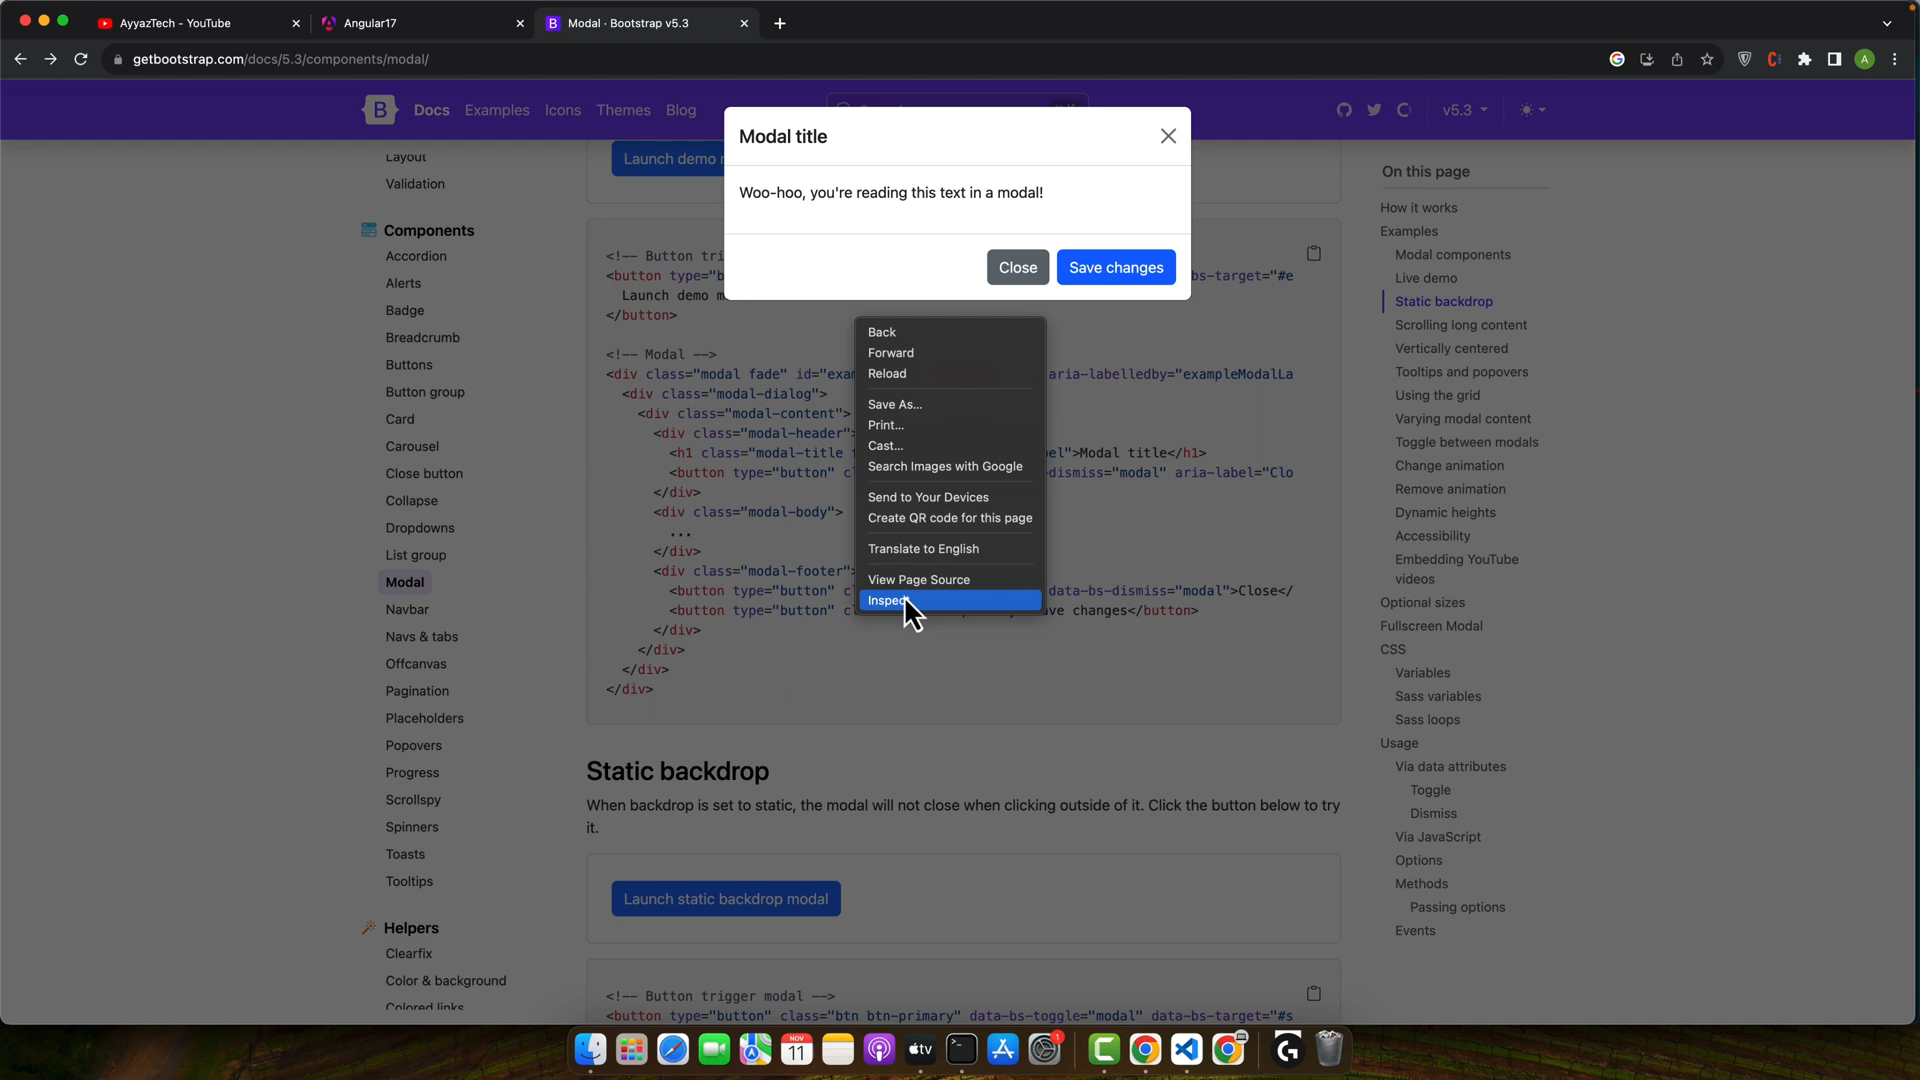 AyyazTech - YouTube
Angular17
Modal · Bootstrap v5.3
getbootstrap.com/docs/5.3/components/modal/
A
B
Docs
Examples
Icons
Themes
Blog
v5.3
Layout
Validation
Components
Accordion
Alerts
Badge
Breadcrumb
Buttons
Button group
Card
Carousel
Close button
Collapse
Dropdowns
List group
Modal
Navbar
Navs & tabs
Offcanvas
Pagination
Placeholders
Popovers
Progress
Scrollspy
Spinners
Toasts
Tooltips
Helpers
Clearfix
Color & background
Colored links
Launch demo
Modal title
Woo-hoo, you're reading this text in a modal!
Close
Save changes
<!-- Button tri
<button type="b bs-target="#e
Launch demo m
</button>
<!-- Modal -->
<div class="modal fade" id="exam aria-labelledby="exampleModalLa
<div class="modal-dialog">
<div class="modal-content">
<div class="modal-header"
<h1 class="modal-title f el">Modal title</h1>
<button type="button" cl dismiss="modal" aria-label="Clo
</div>
<div class="modal-body">
...
</div>
<div class="modal-footer"
<button type="button" cl data-bs-dismiss="modal">Close</
<button type="button" cl ve changes</button>
</div>
</div>
</div>
</div>
Back
Forward
Reload
Save As...
Print...
Cast...
Search Images with Google
Send to Your Devices
Create QR code for this page
Translate to English
View Page Source
Inspect
Static backdrop
When backdrop is set to static, the modal will not close when clicking outside of it. Click the button below to try
it.
Launch static backdrop modal
<!-- Button trigger modal -->
<button type="button" class="btn btn-primary" data-bs-toggle="modal" data-bs-target="#s
On this page
How it works
Examples
Modal components
Live demo
Static backdrop
Scrolling long content
Vertically centered
Tooltips and popovers
Using the grid
Varying modal content
Toggle between modals
Change animation
Remove animation
Dynamic heights
Accessibility
Embedding YouTube
videos
Optional sizes
Fullscreen Modal
CSS
Variables
Sass variables
Sass loops
Usage
Via data attributes
Toggle
Dismiss
Via JavaScript
Options
Methods
Passing options
Events
NOV
11
tv
1